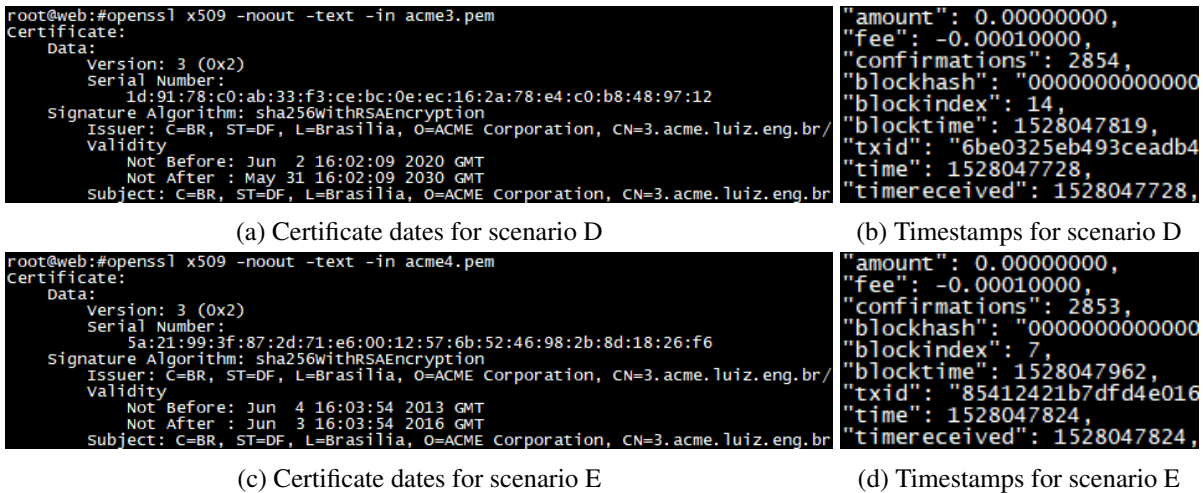 root@web:#openssl x509 -noout -text -in acme3.pem
Certificate:
Data:
Version: 3 (0x2)
Serial Number:
1d:91:78:c0:ab:33:f3:ce:bc:0e:ec:16:2a:78:e4:c0:b8:48:97:12
Signature Algorithm: sha256WithRSAEncryption
Issuer: C=BR, ST=DF, L=Brasilia, O=ACME Corporation, CN=3.acme.luiz.eng.br/
Validity
Not Before: Jun  2 16:02:09 2020 GMT
Not After : May 31 16:02:09 2030 GMT
Subject: C=BR, ST=DF, L=Brasilia, O=ACME Corporation, CN=3.acme.luiz.eng.br
"amount": 0.00000000,
"fee": -0.00010000,
"confirmations": 2854,
"blockhash": "0000000000000
"blockindex": 14,
"blocktime": 1528047819,
"txid": "6be0325eb493ceadb4
"time": 1528047728,
"timereceived": 1528047728,
(a) Certificate dates for scenario D
(b) Timestamps for scenario D
root@web:#openssl x509 -noout -text -in acme4.pem
Certificate:
Data:
Version: 3 (0x2)
Serial Number:
5a:21:99:3f:87:2d:71:e6:00:12:57:6b:52:46:98:2b:8d:18:26:f6
Signature Algorithm: sha256WithRSAEncryption
Issuer: C=BR, ST=DF, L=Brasilia, O=ACME Corporation, CN=3.acme.luiz.eng.br/
Validity
Not Before: Jun  4 16:03:54 2013 GMT
Not After : Jun  3 16:03:54 2016 GMT
Subject: C=BR, ST=DF, L=Brasilia, O=ACME Corporation, CN=3.acme.luiz.eng.br
"amount": 0.00000000,
"fee": -0.00010000,
"confirmations": 2853,
"blockhash": "0000000000000
"blockindex": 7,
"blocktime": 1528047962,
"txid": "85412421b7dfd4e016
"time": 1528047824,
"timereceived": 1528047824,
(c) Certificate dates for scenario E
(d) Timestamps for scenario E